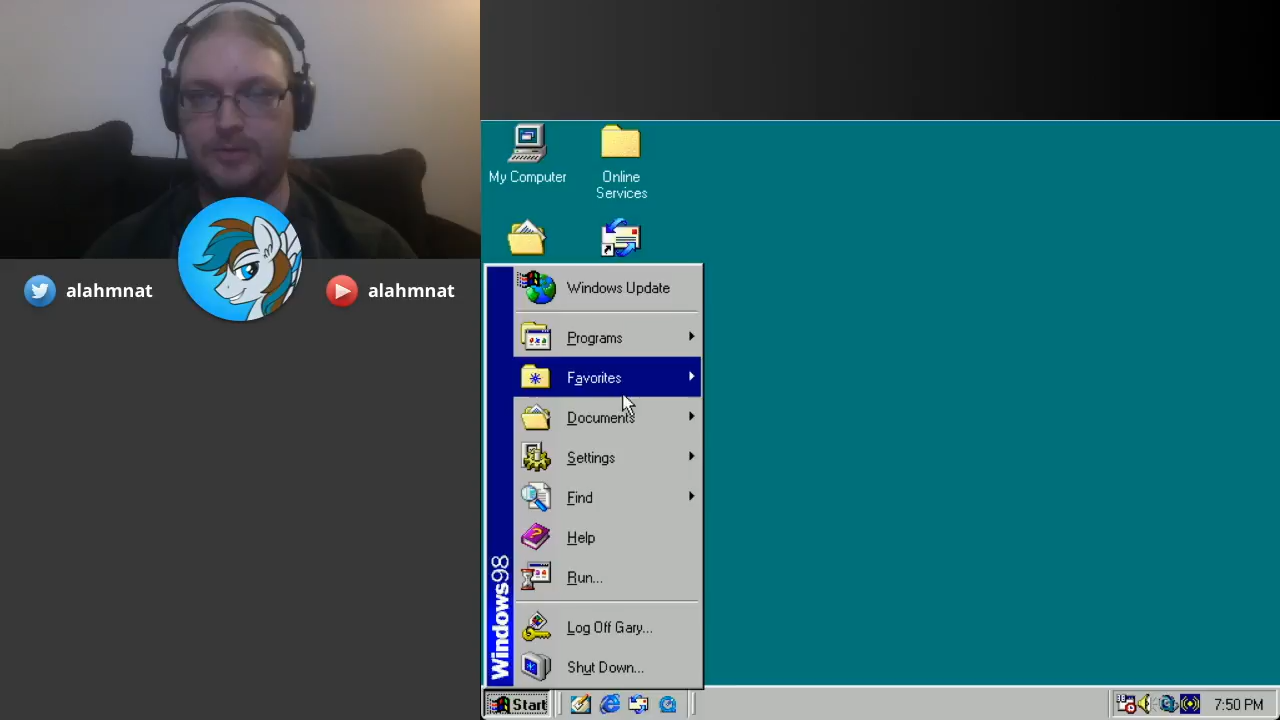 My Computer
Online
Services
alahmnat
alahmnat
Windows Update
Programs
Favorites
Documents
Settings
Find
Help
Run...
Log Off Gary...
Shut Down...
Windows98
Start
7:50 PM